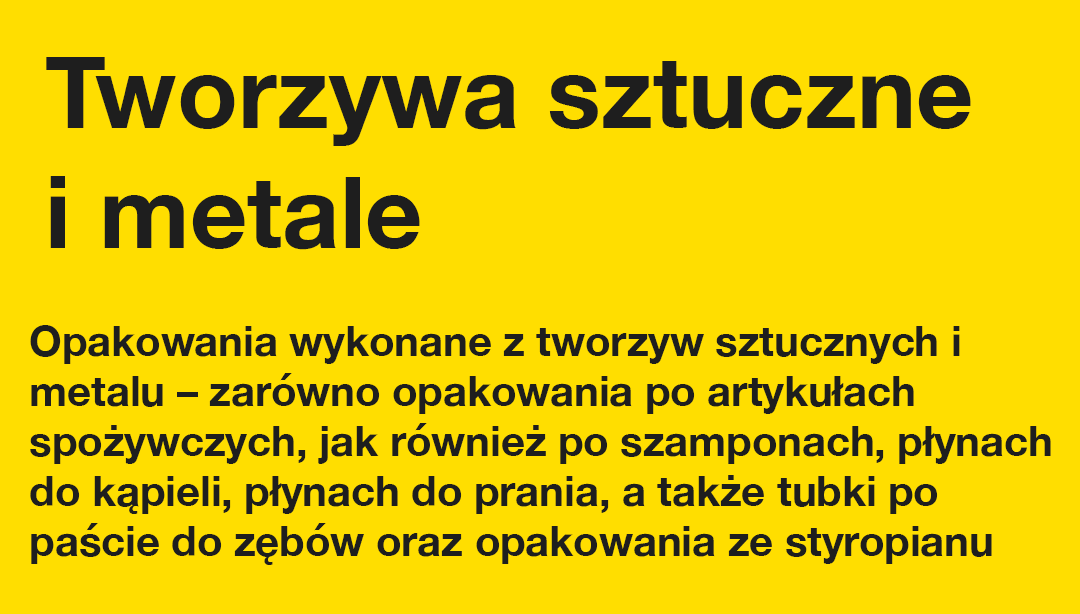 Tworzywa sztuczne
i metale
Opakowania wykonane z tworzyw sztucznych i
metalu – zarówno opakowania po artykułach
spożywczych, jak również po szamponach, płynach
do kąpieli, płynach do prania, a także tubki po
paście do zębów oraz opakowania ze styropianu